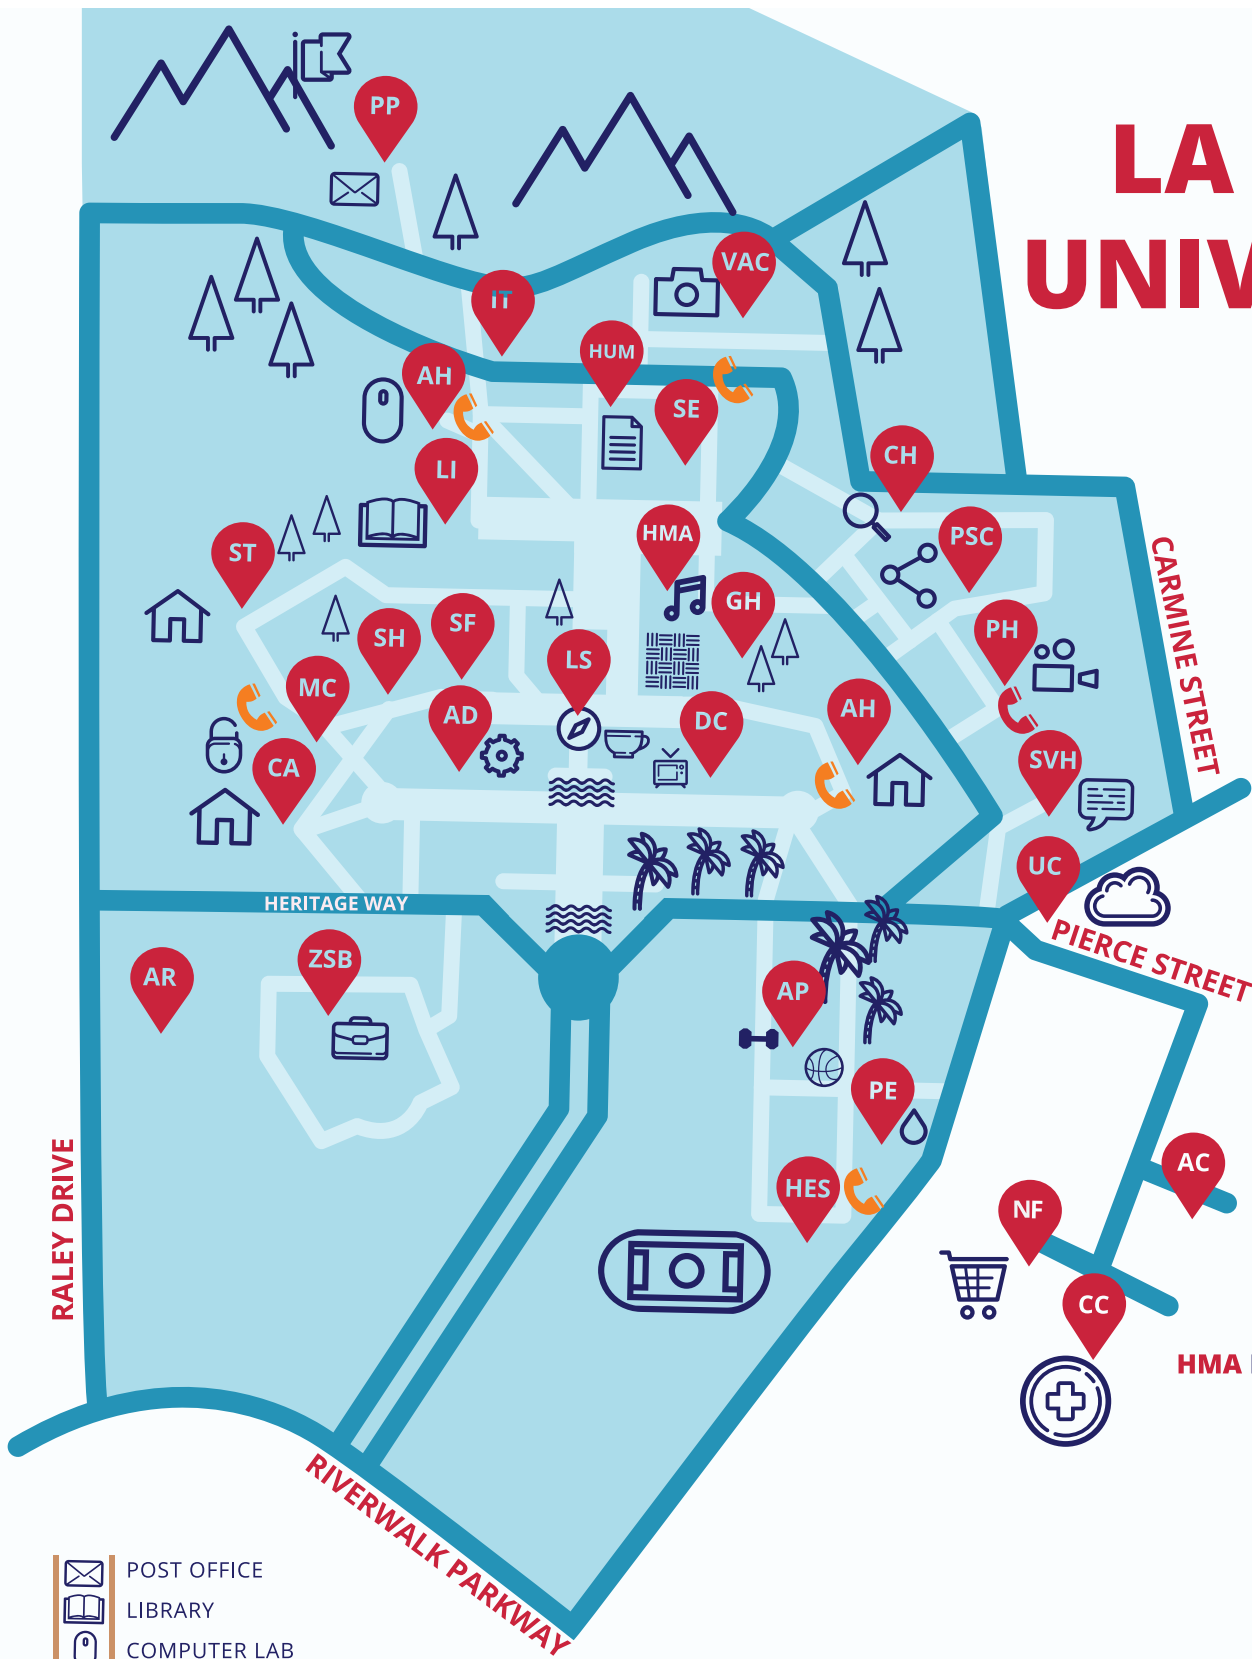 LA
UNIV
PP
VAC
IT
HUM
AH
SE
CH
LI
HMA
PSC
ST
GH
CARMINE STREET
SF
SH
PH
LS
MC
AD
DC
AH
SVH
CA
UC
HERITAGE WAY
PIERCE STREET
ZSB
AR
AP
PE
RALEY DRIVE
AC
HES
NF
CC
HMA
RIVERWALK PARKWAY
POST OFFICE
LIBRARY
COMPUTER LAB